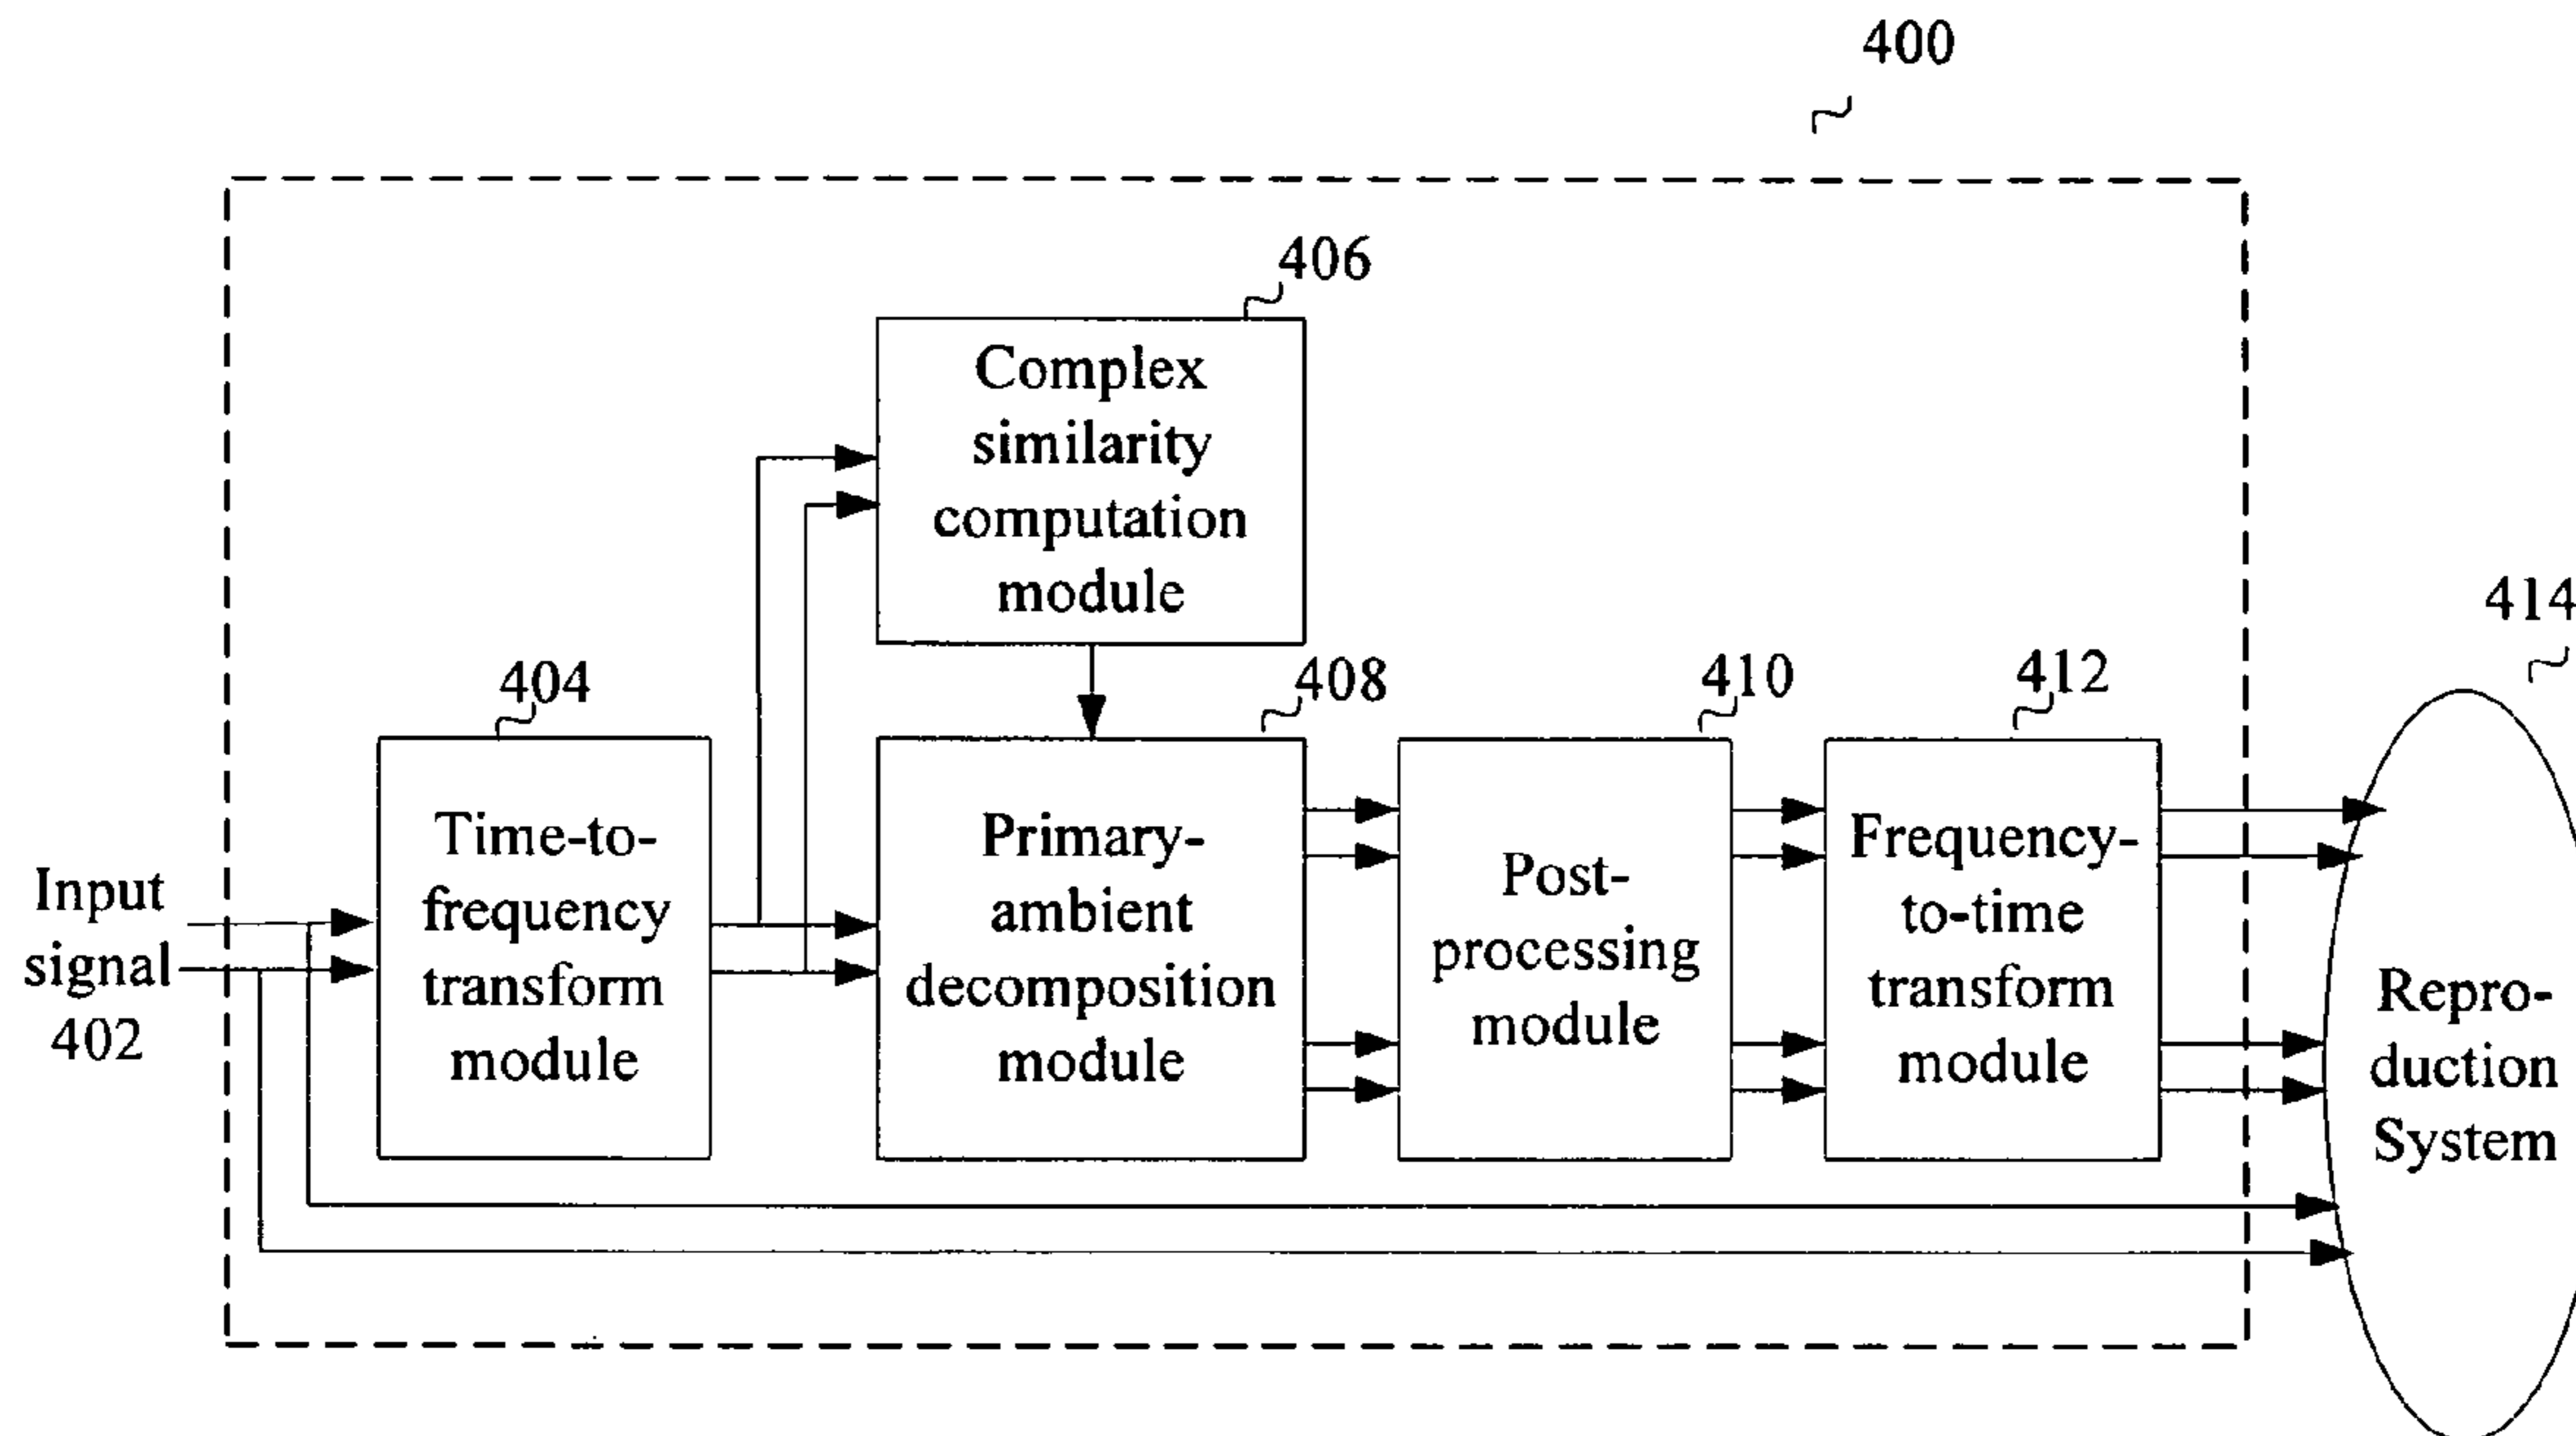 400
406
Complex
similarity
computation
module
414
404
408
410
412
Input
signal
402
Time-to-
frequency
transform
module
Primary-
ambient
decomposition
module
Post-
processing
module
Frequency-
to-time
transform
module
Repro-
duction
System